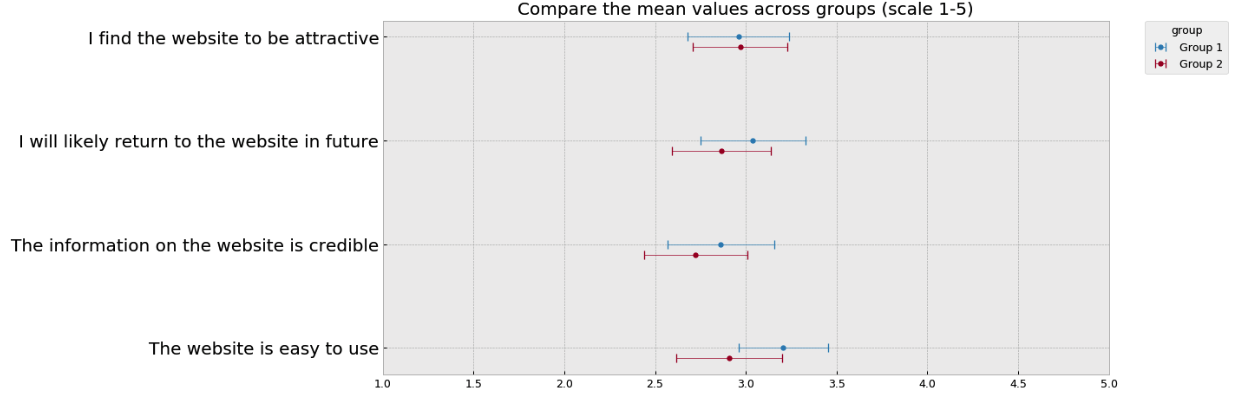 Compare the mean values across groups (scale 1-5)
I find the website to be attractive
I will likely return to the website in future
The information on the website is credible
The website is easy to use
1.0 1.5 2.0 2.5 3.0 3.5 4.0 4.5 5.0
group
Group 1
Group 2